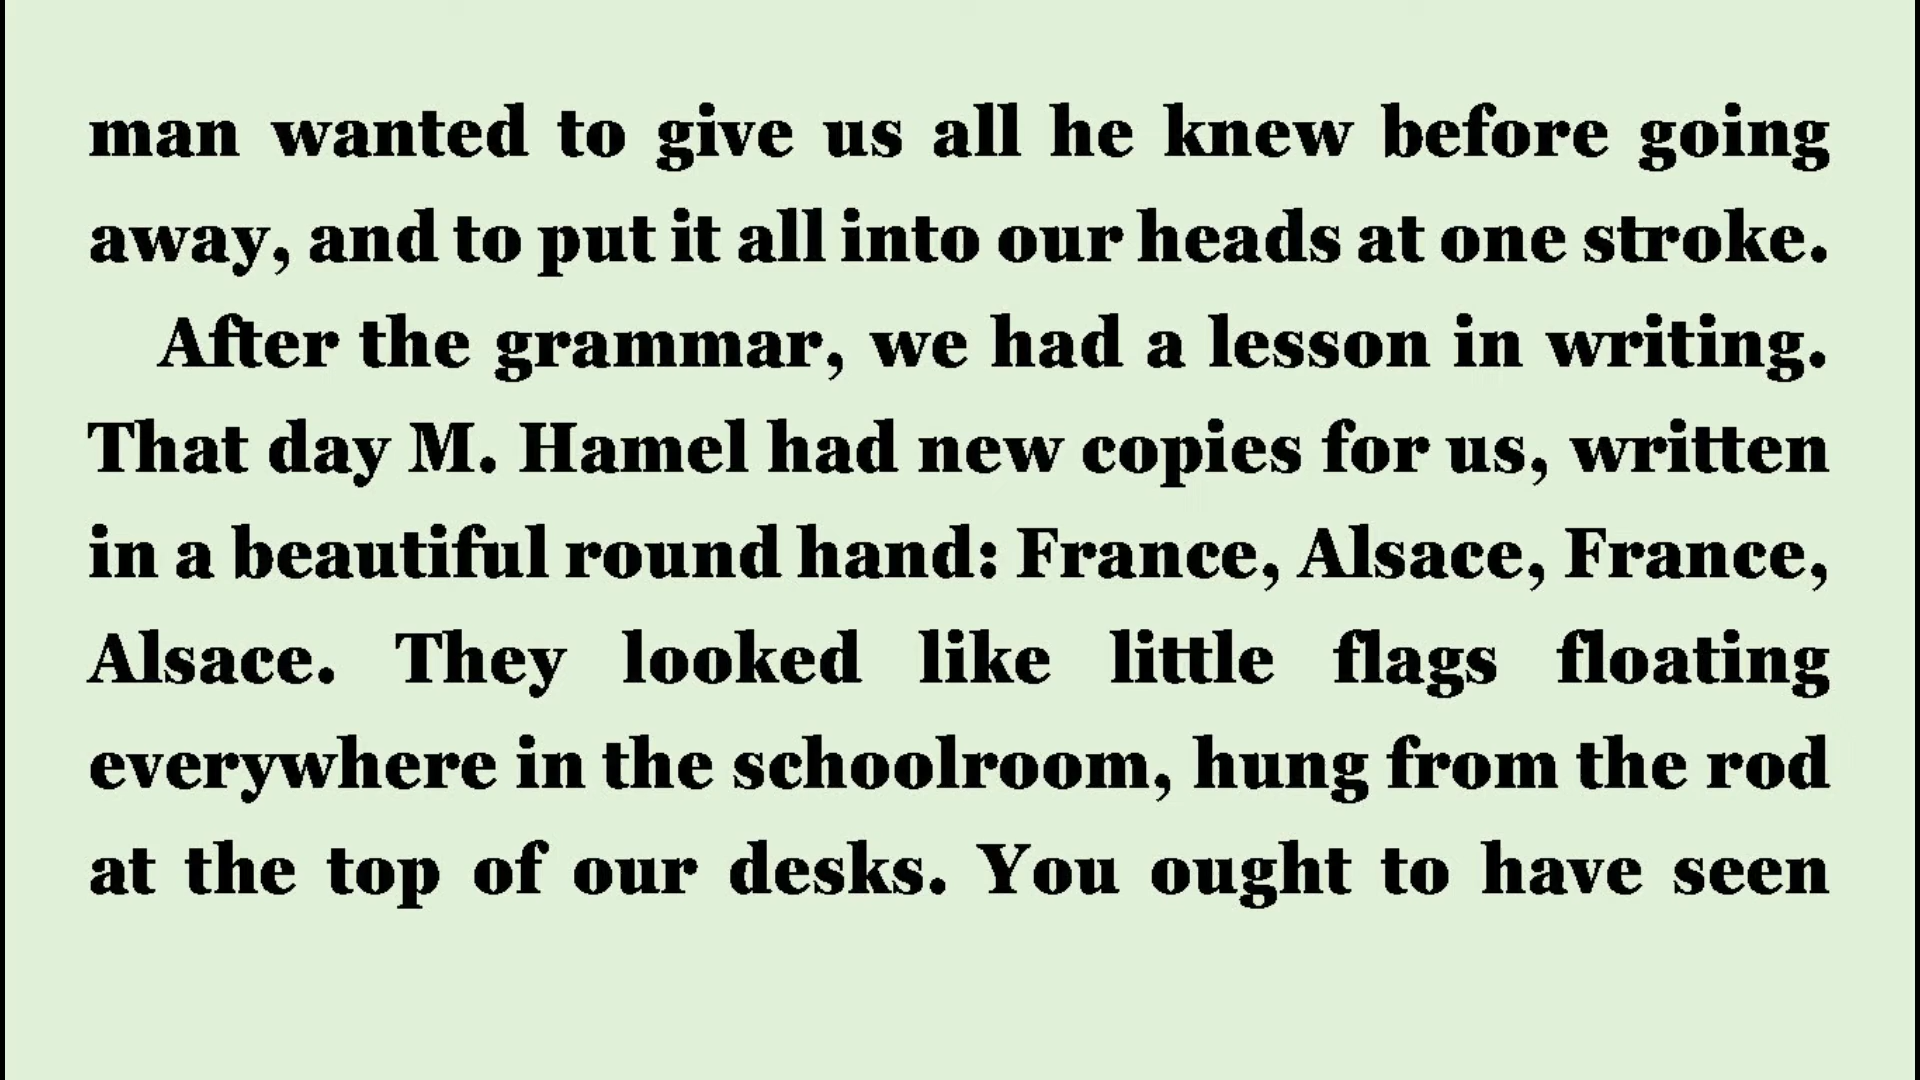 man wanted to give us all he knew before going
away, and to put it all into our heads at one stroke.
After the grammar, we had a lesson in writing.
That day M. Hamel had new copies for us, written
in a beautiful round hand: France, Alsace, France,
Alsace. They looked like little flags floating
everywhere in the schoolroom, hung from the rod
at the top of our desks. You ought to have seen